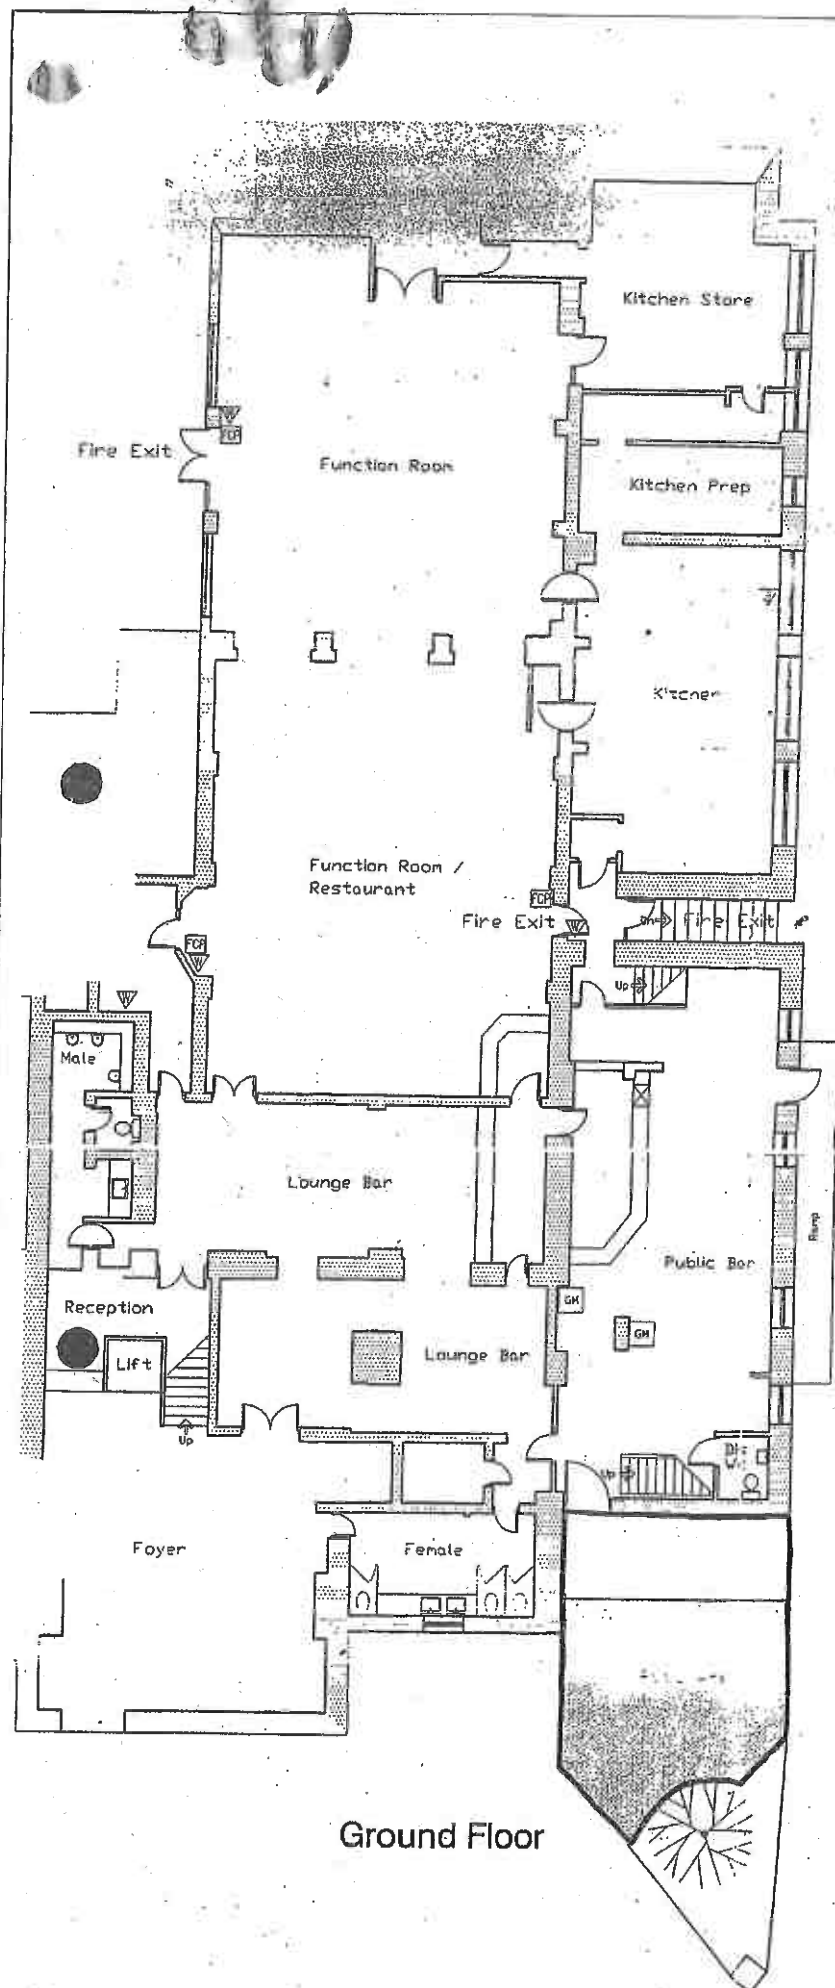 Kitchen Store
FCP
Fire Exit
Function Room
Kitchen Prep
Kitchen
Function Room /
Restaurant
FCP
Fire Exit
Dn
Fire Exit
FCP
Up
Male
Lounge Bar
Ramp
Public Bar
Reception
GM
GM
Lounge Bar
Lift
Up
Up
Foyer
Female
Ground Floor